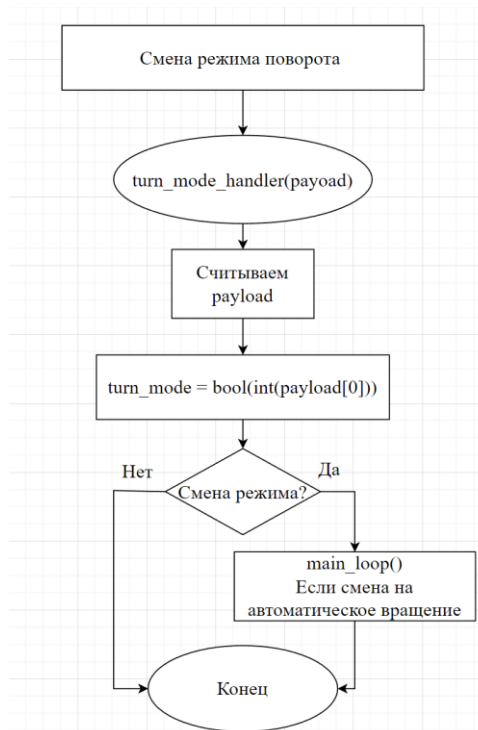 Смена режима поворота
turn_mode_handler(payoad)
Считываем
payload
turn_mode = bool(int(payload[0]))
Нет
Да
Смена режима?
main_loop()
Если смена на
автоматическое вращение
Конец